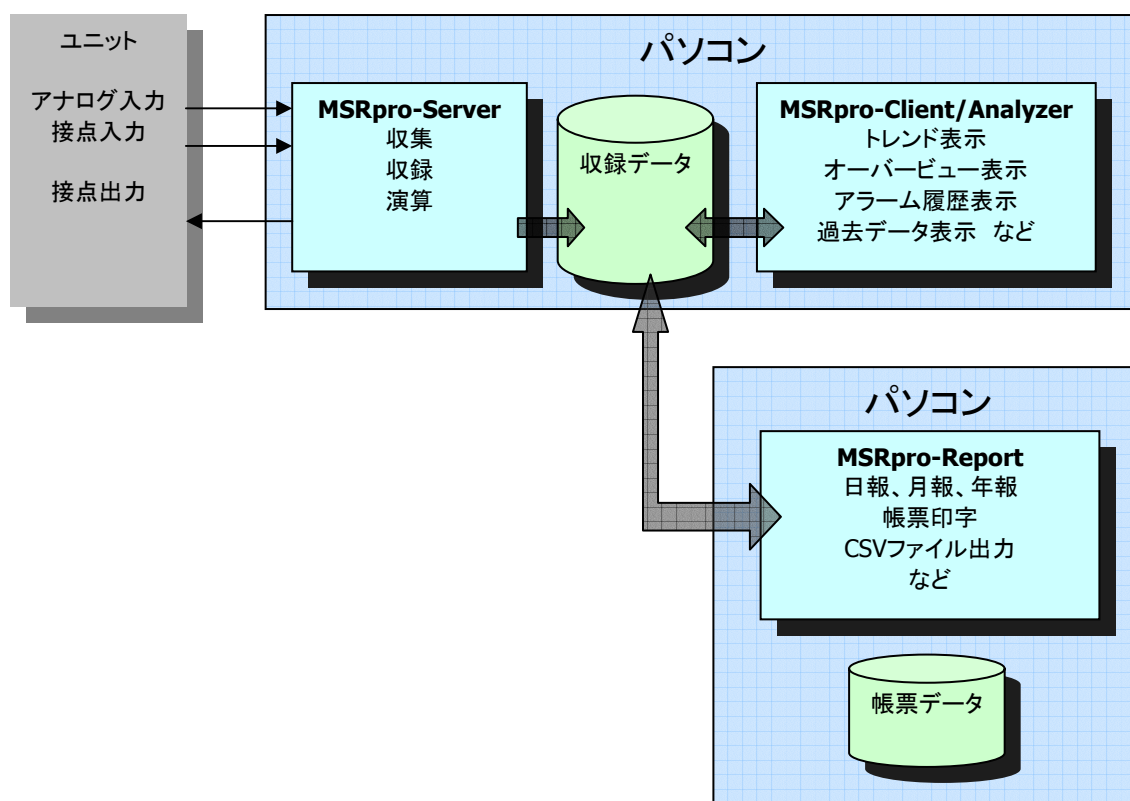 ユニット
アナログ入力
接点入力
接点出力
パソコン
MSRpro-Server
収集
収録
演算
収録データ
MSRpro-Client/Analyzer
トレンド表示
オーバービュー表示
アラーム履歴表示
過去データ表示 など
パソコン
MSRpro-Report
日報、月報、年報
帳票印字
CSVファイル出力
など
帳票データ